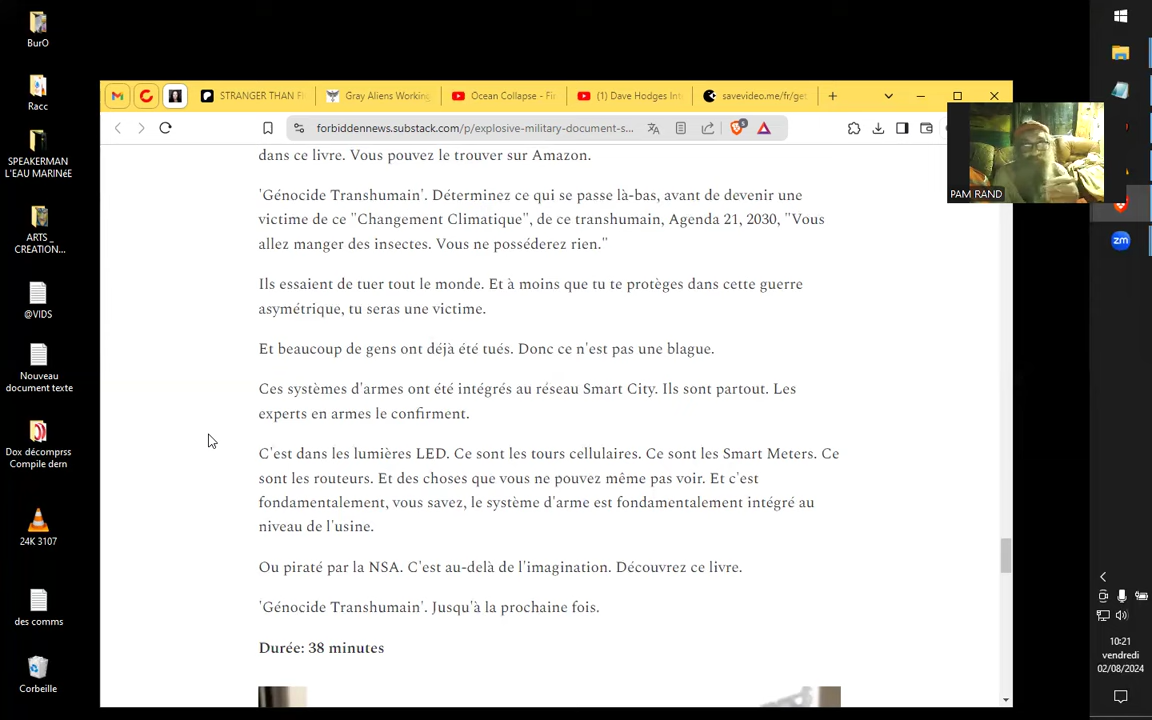 BurO
Racc
SPEAKERMAN
L'EAU MARINéE
ARTS _
CREATION...
@VIDS
Nouveau
document texte
Dox décomprss
Compile dern
24K 3107
des comms
Corbeille
STRANGER THAN FI
Gray Aliens Working
Ocean Collapse - Fir
(1) Dave Hodges Int
savevideo.me/fr/get
forbiddennews.substack.com/p/explosive-military-document-s...
5
PAM RAND
dans ce livre. Vous pouvez le trouver sur Amazon.
'Génocide Transhumain'. Déterminez ce qui se passe là-bas, avant de devenir une
victime de ce "Changement Climatique", de ce transhumain, Agenda 21, 2030, "Vous
allez manger des insectes. Vous ne posséderez rien."
Ils essaient de tuer tout le monde. Et à moins que tu te protèges dans cette guerre
asymétrique, tu seras une victime.
Et beaucoup de gens ont déjà été tués. Donc ce n'est pas une blague.
Ces systèmes d'armes ont été intégrés au réseau Smart City. Ils sont partout. Les
experts en armes le confirment.
C'est dans les lumières LED. Ce sont les tours cellulaires. Ce sont les Smart Meters. Ce
sont les routeurs. Et des choses que vous ne pouvez même pas voir. Et c'est
fondamentalement, vous savez, le système d'arme est fondamentalement intégré au
niveau de l'usine.
Ou piraté par la NSA. C'est au-delà de l'imagination. Découvrez ce livre.
'Génocide Transhumain'. Jusqu'à la prochaine fois.
Durée: 38 minutes
zm
10:21
vendredi
02/08/2024